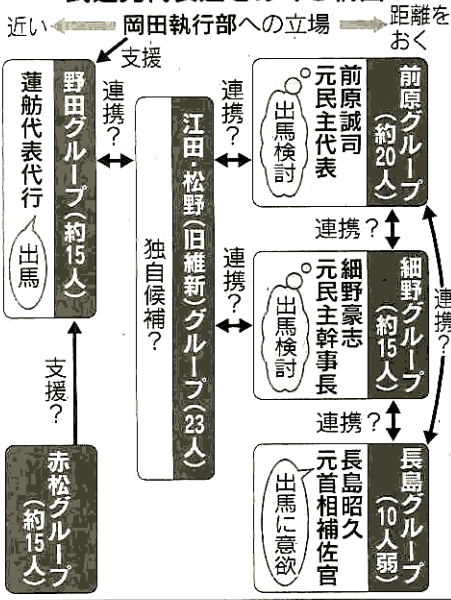 近い 岡田執行部への立場 距離をおく
支援
野田グループ(約15人)
蓮舫代表代行
出馬
連携?
江田・松野(旧維新)グループ(23人)
独自候補?
連携?
前原グループ(約20人)
前原誠司
元民主代表
出馬検討
連携?
連携?
細野グループ(約15人)
細野豪志
元民主幹事長
出馬検討
連携?
連携?
長島グループ(10人弱)
長島昭久
元首相補佐官
出馬に意欲
支援?
赤松グループ(約15人)